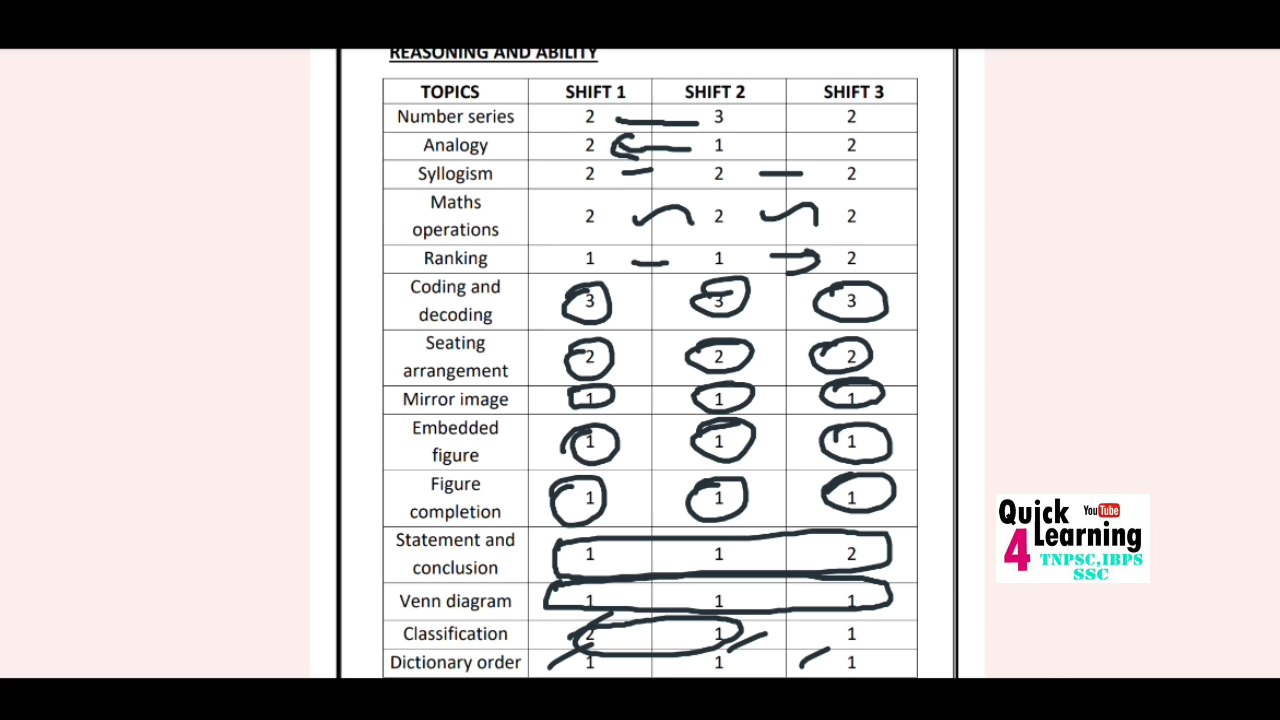 REASONING AND ABILITY
TOPICS SHIFT 1 SHIFT 2 SHIFT 3
Number series 2 3 2
Analogy 2 1 2
Syllogism 2 2 2
Maths
operations 2 2 2
Ranking 1 1 2
Coding and
decoding 3 3 3
Seating
arrangement 2 2 2
Mirror image 1 1 1
Embedded
figure 1 1 1
Figure
completion 1 1 1
Statement and
conclusion 1 1 2
Venn diagram 1 1 1
Classification 2 1 1
Dictionary order 1 1 1
Quick YouTube
4 Learning
TNPSC,IBPS
SSC